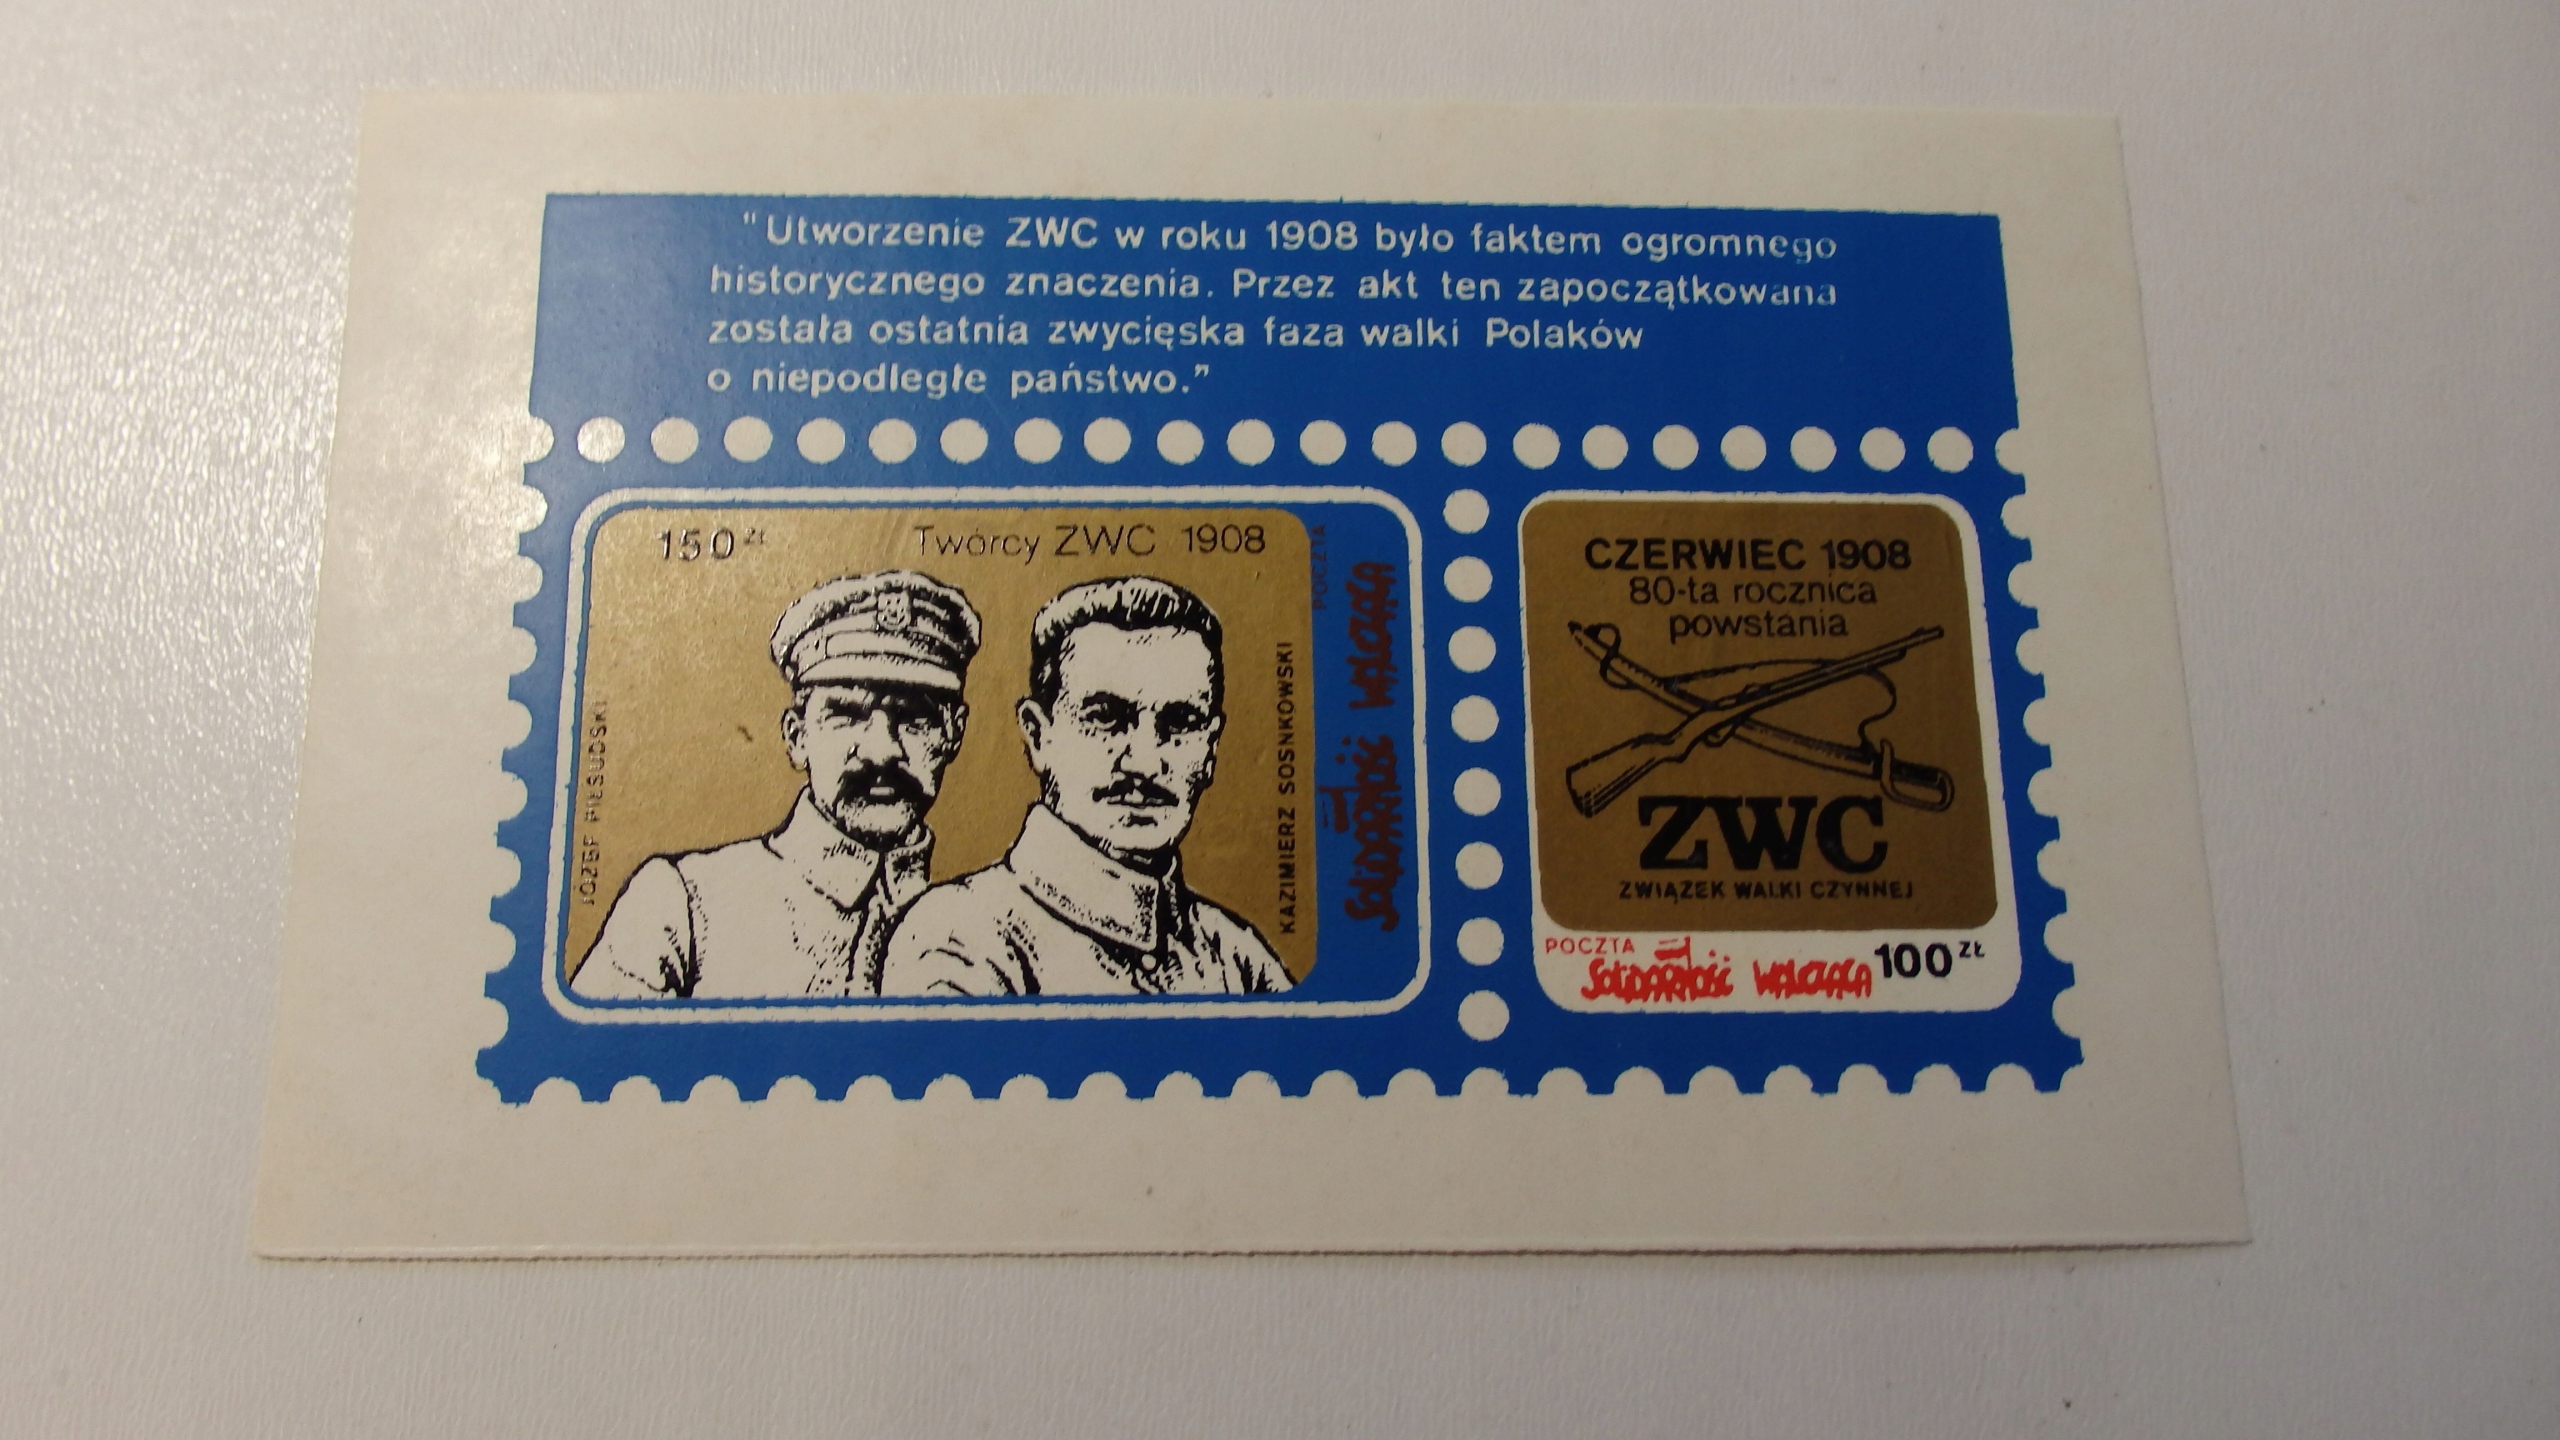 "Utworzenie ZWC w roku 1908 było faktem ogromnego
historycznego znaczenia. Przez akt ten zapoczątkowana
została ostatnia zwycięska faza walki Polaków
o niepodległe państwo."
150 zł
Twórcy ZWC 1908
JÓZEF PIŁSUDSKI
KAZIMIERZ SOSNKOWSKI
POCZTA
SOLIDARNOŚĆ WALCZĄCA
CZERWIEC 1908
80-ta rocznica
powstania
ZWC
ZWIĄZEK WALKI CZYNNEJ
POCZTA
SOLIDARNOŚĆ WALCZĄCA
100 ZŁ